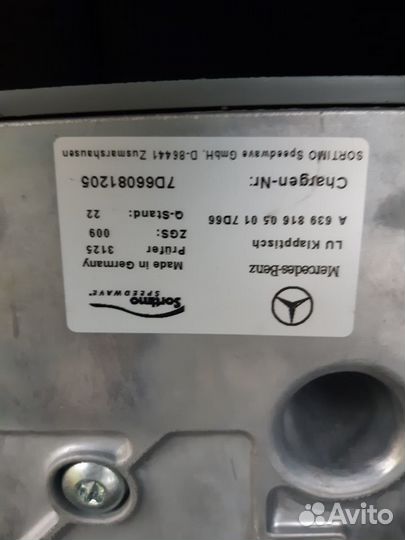 Sortimo
SPEEDWAVE
Mercedes-Benz
Made in Germany
LU Klapptisch
Prüfer 3125
ZGS: 009
A 639 816 05 01 7D66
Q-Stand: 22
Chargen-Nr: 7D66081205
SORTIMO Speedwave GmbH, D-86441 Zusmarshausen
Avito